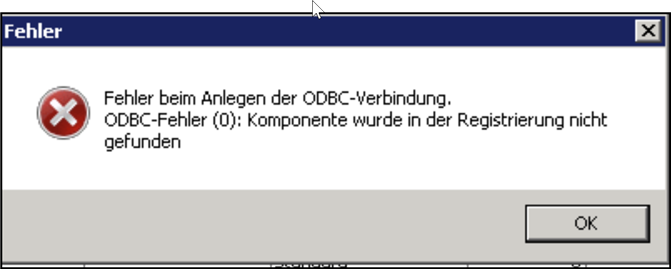 Fehler
Fehler beim Anlegen der ODBC-Verbindung.
ODBC-Fehler (0): Komponente wurde in der Registrierung nicht
gefunden
OK